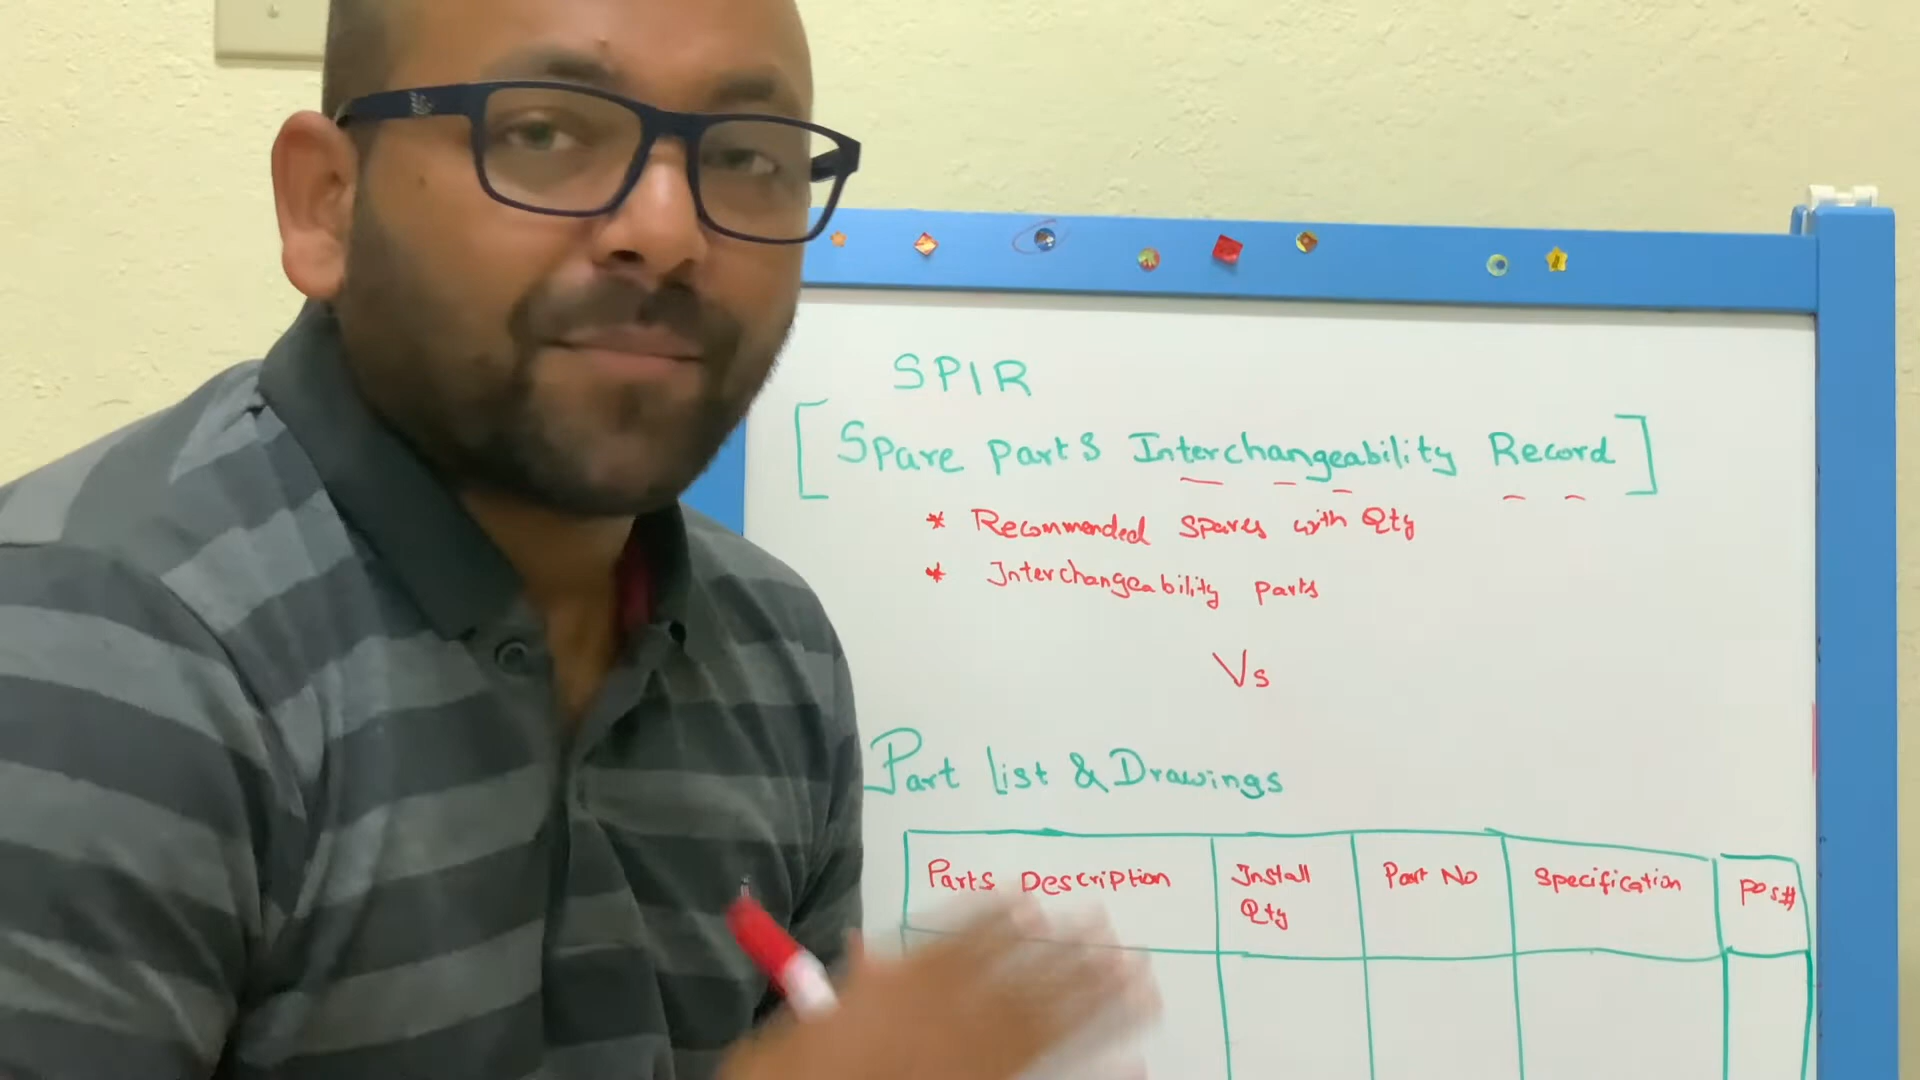 SPIR
[Spare Parts Interchangeability Record]
* Recommended Spares with Qty
* Interchangeability parts
Vs
Part List & Drawings
Parts Description
Install Qty
Part No
Specification
Pos#